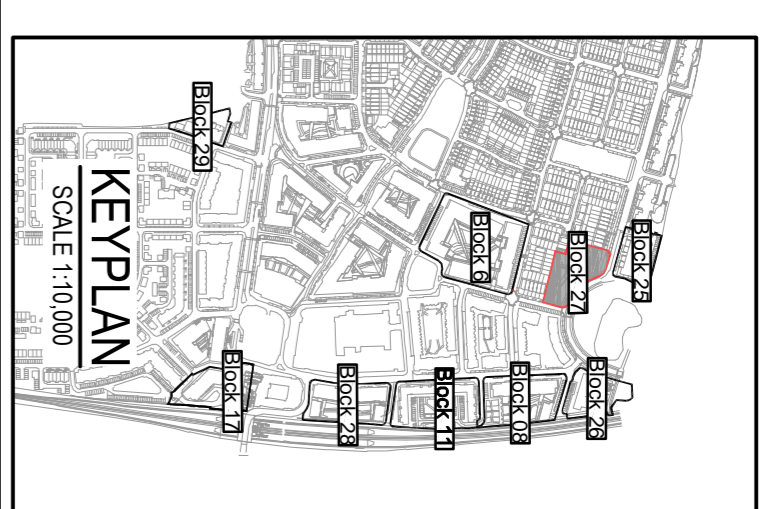 Block 29
Block 6
Block 27
Block 25
Block 17
Block 28
Block 11
Block 08
Block 26
KEYPLAN
SCALE 1:10,000